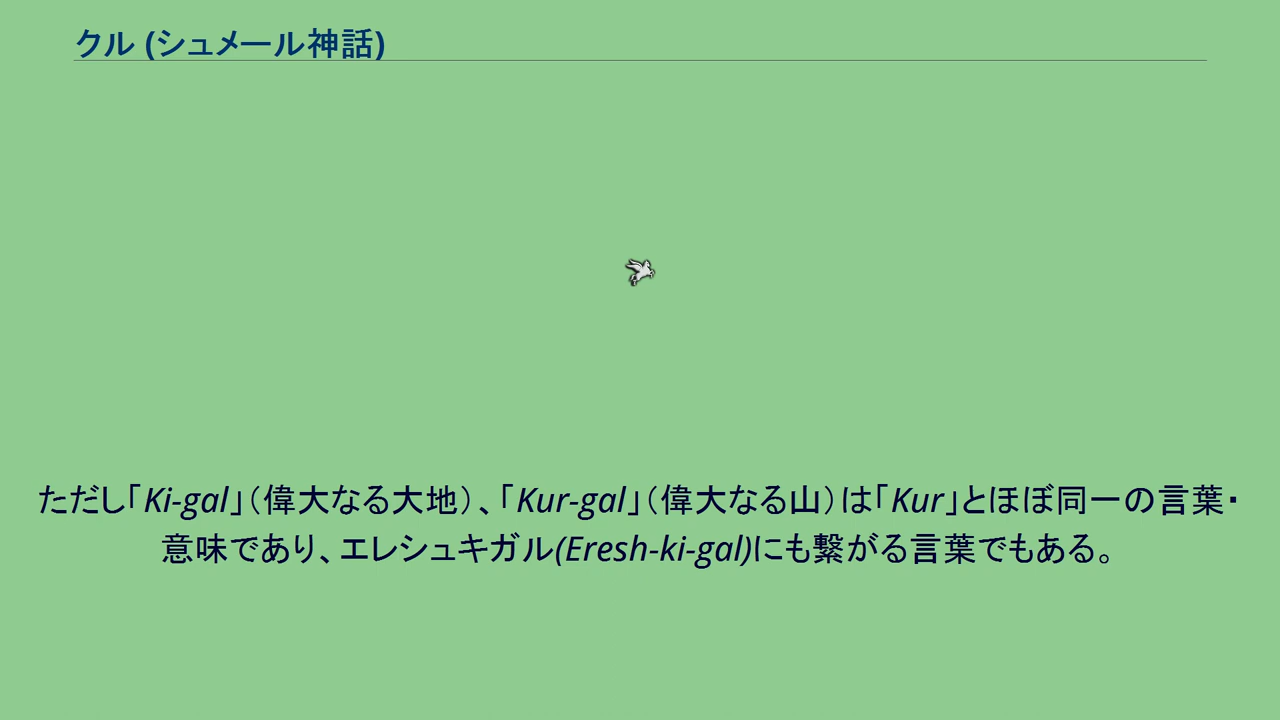 クル (シュメール神話)
ただし「Ki-gal」（偉大なる大地）、「Kur-gal」（偉大なる山）は「Kur」とほぼ同一の言葉・
意味であり、エレシュキガル(Eresh-ki-gal)にも繋がる言葉でもある。